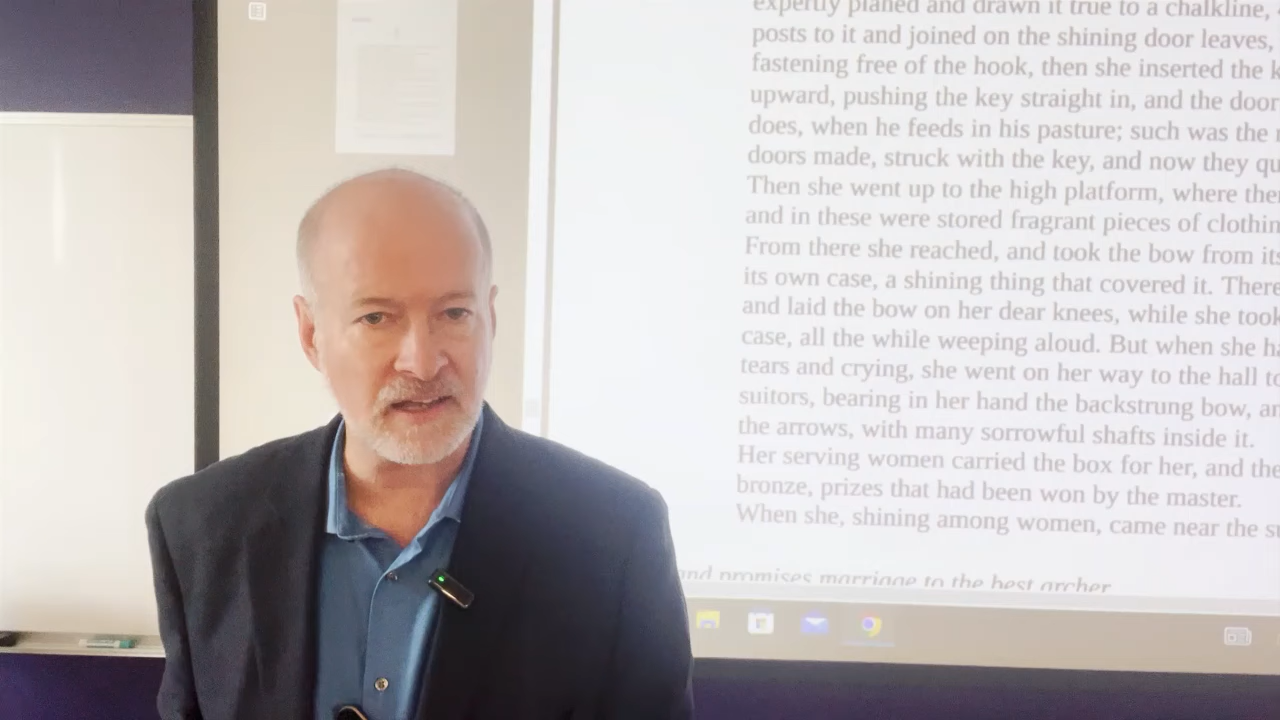 expertly planed and drawn it true to a chalkline,
posts to it and joined on the shining door leaves,
fastening free of the hook, then she inserted the
upward, pushing the key straight in, and the door
does, when he feeds in his pasture; such was the
doors made, struck with the key, and now they
Then she went up to the high platform, where
and in these were stored fragrant pieces of
From there she reached, and took the bow from its
its own case, a shining thing that covered it. There
and laid the bow on her dear knees, while she took
case, all the while weeping aloud. But when she
tears and crying, she went on her way to the hall
suitors, bearing in her hand the backstrung bow,
the arrows, with many sorrowful shafts inside it.
Her serving women carried the box for her, and
bronze, prizes that had been won by the master.
When she, shining among women, came near the
and promises marriage to the best archer